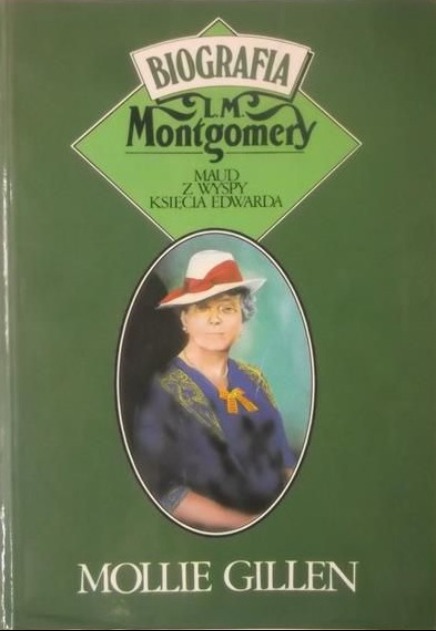 BIOGRAFIA
L.M.
Montgomery
MAUD
Z WYSPY
KSIĘCIA EDWARDA
MOLLIE GILLEN